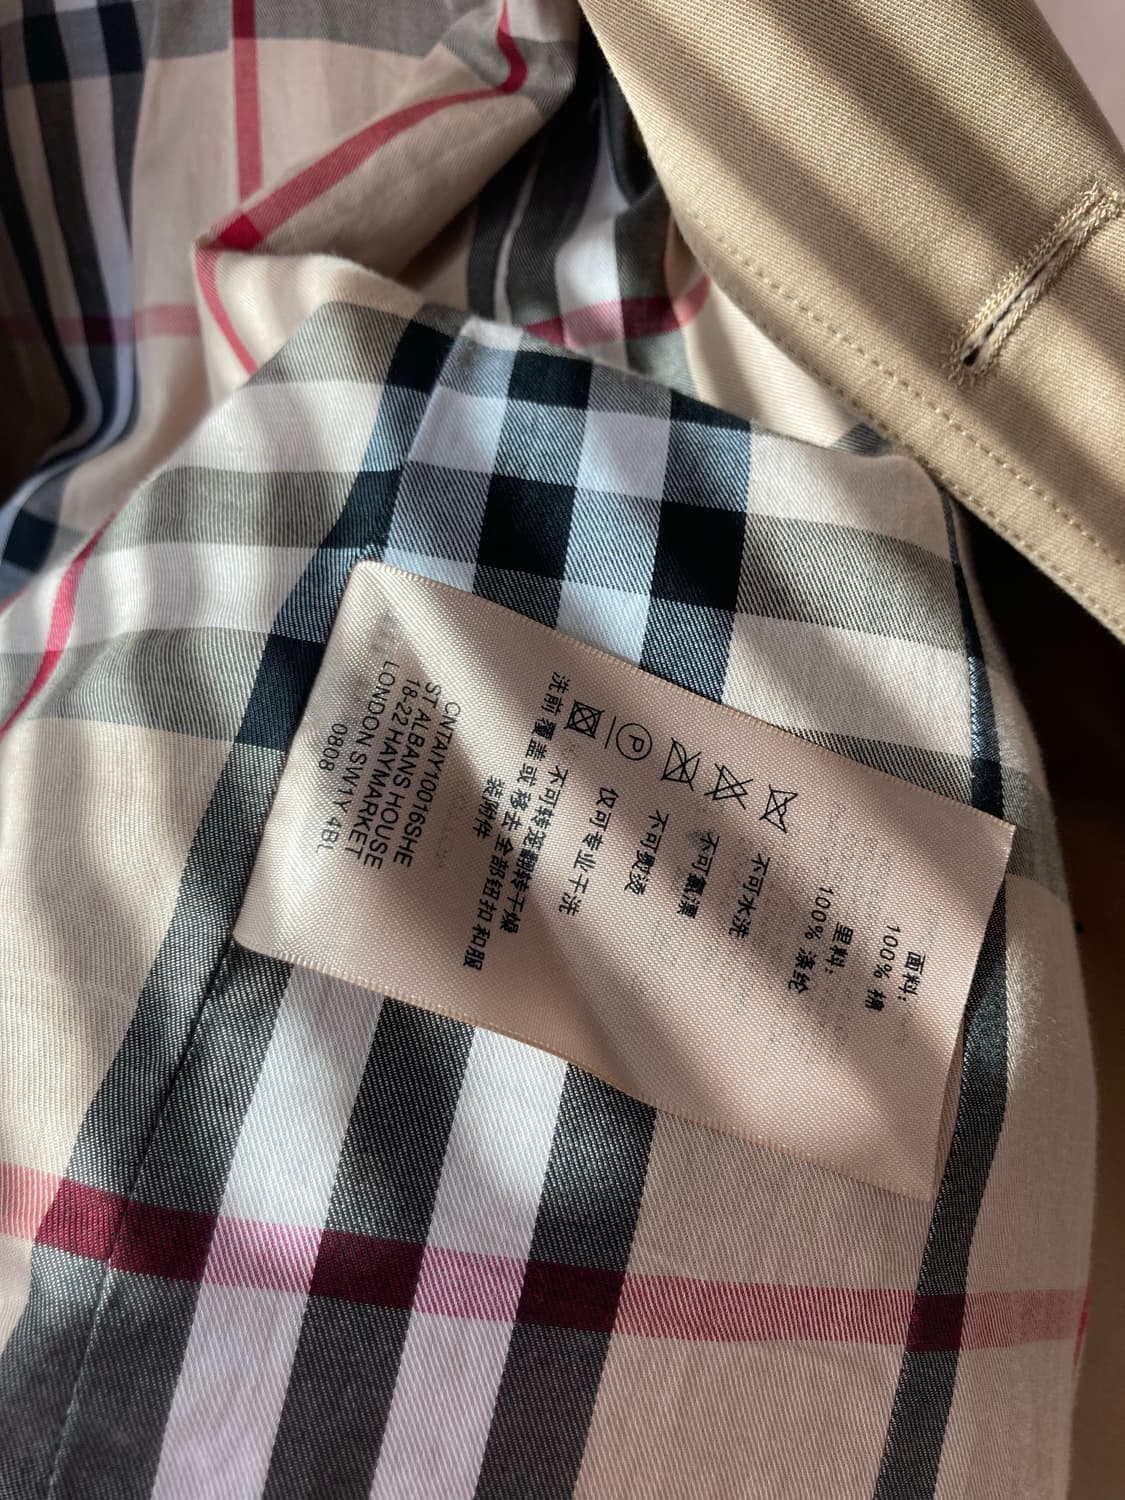 面料：
100% 棉
里料：
100% 涤纶
不可水洗
不可氯漂
不可熨烫
仅可专业干洗
不可转笼翻转干燥
洗前覆盖或移去全部钮扣和服
装附件
CNTAIY10016SHE
ST ALBANS HOUSE
18-22 HAYMARKET
LONDON SW1Y 4BL
0808